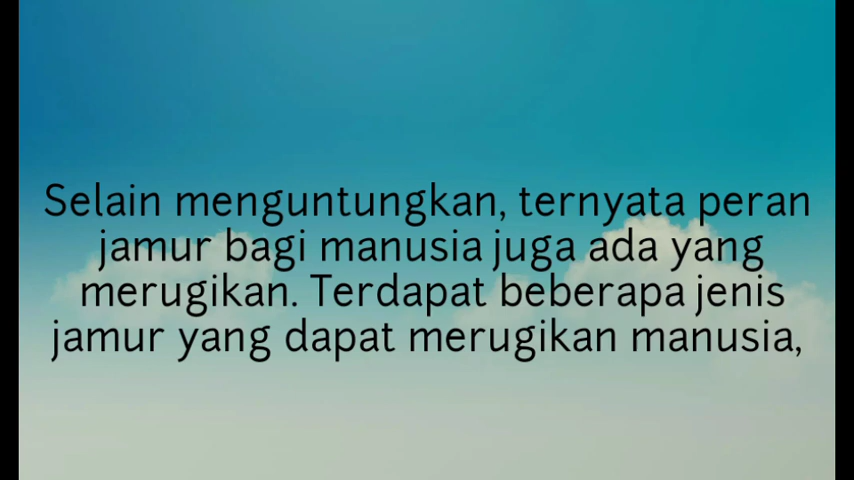 Selain menguntungkan, ternyata peran
jamur bagi manusia juga ada yang
merugikan. Terdapat beberapa jenis
jamur yang dapat merugikan manusia,